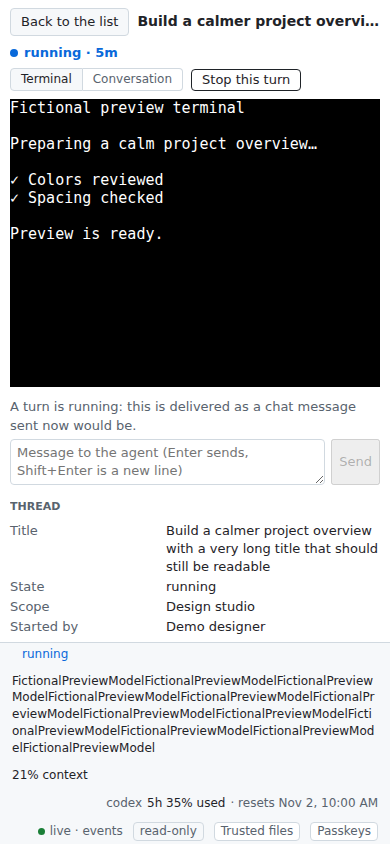 Back to the list Build a calmer project overvi…
running · 5m
Terminal Conversation Stop this turn
Fictional preview terminal
Preparing a calm project overview…
✓ Colors reviewed
✓ Spacing checked
Preview is ready.
A turn is running: this is delivered as a chat message
sent now would be.
Message to the agent (Enter sends,
Shift+Enter is a new line)
Send
THREAD
Title Build a calmer project overview
with a very long title that should
still be readable
State running
Scope Design studio
Started by Demo designer
running
FictionalPreviewModelFictionalPreviewModelFictionalPreview
ModelFictionalPreviewModelFictionalPreviewModelFictionalPr
eviewModelFictionalPreviewModelFictionalPreviewModelFicti
onalPreviewModelFictionalPreviewModelFictionalPreviewMod
elFictionalPreviewModel
21% context
codex 5h 35% used · resets Nov 2, 10:00 AM
live · events read-only Trusted files Passkeys